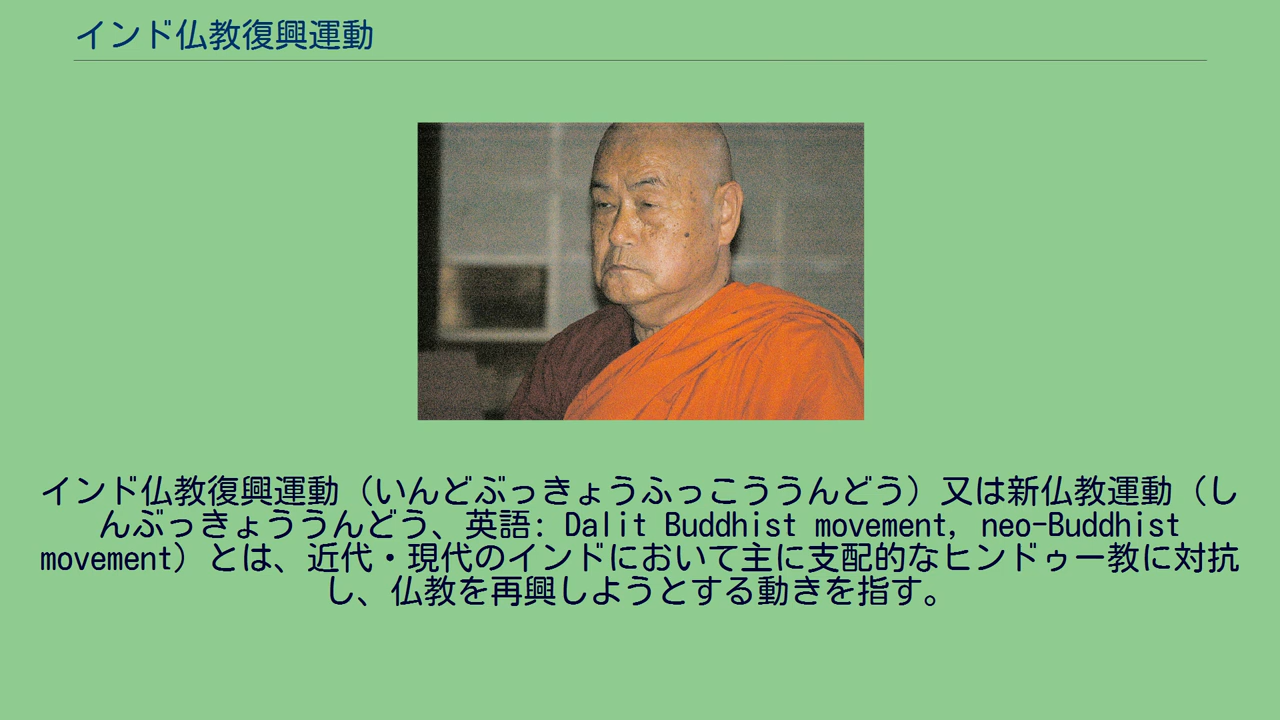 インド仏教復興運動
インド仏教復興運動（いんどぶっきょうふっこううんどう）又は新仏教運動（し
んぶっきょううんどう、英語: Dalit Buddhist movement, neo-Buddhist
movement）とは、近代・現代のインドにおいて主に支配的なヒンドゥー教に対抗
し、仏教を再興しようとする動きを指す。